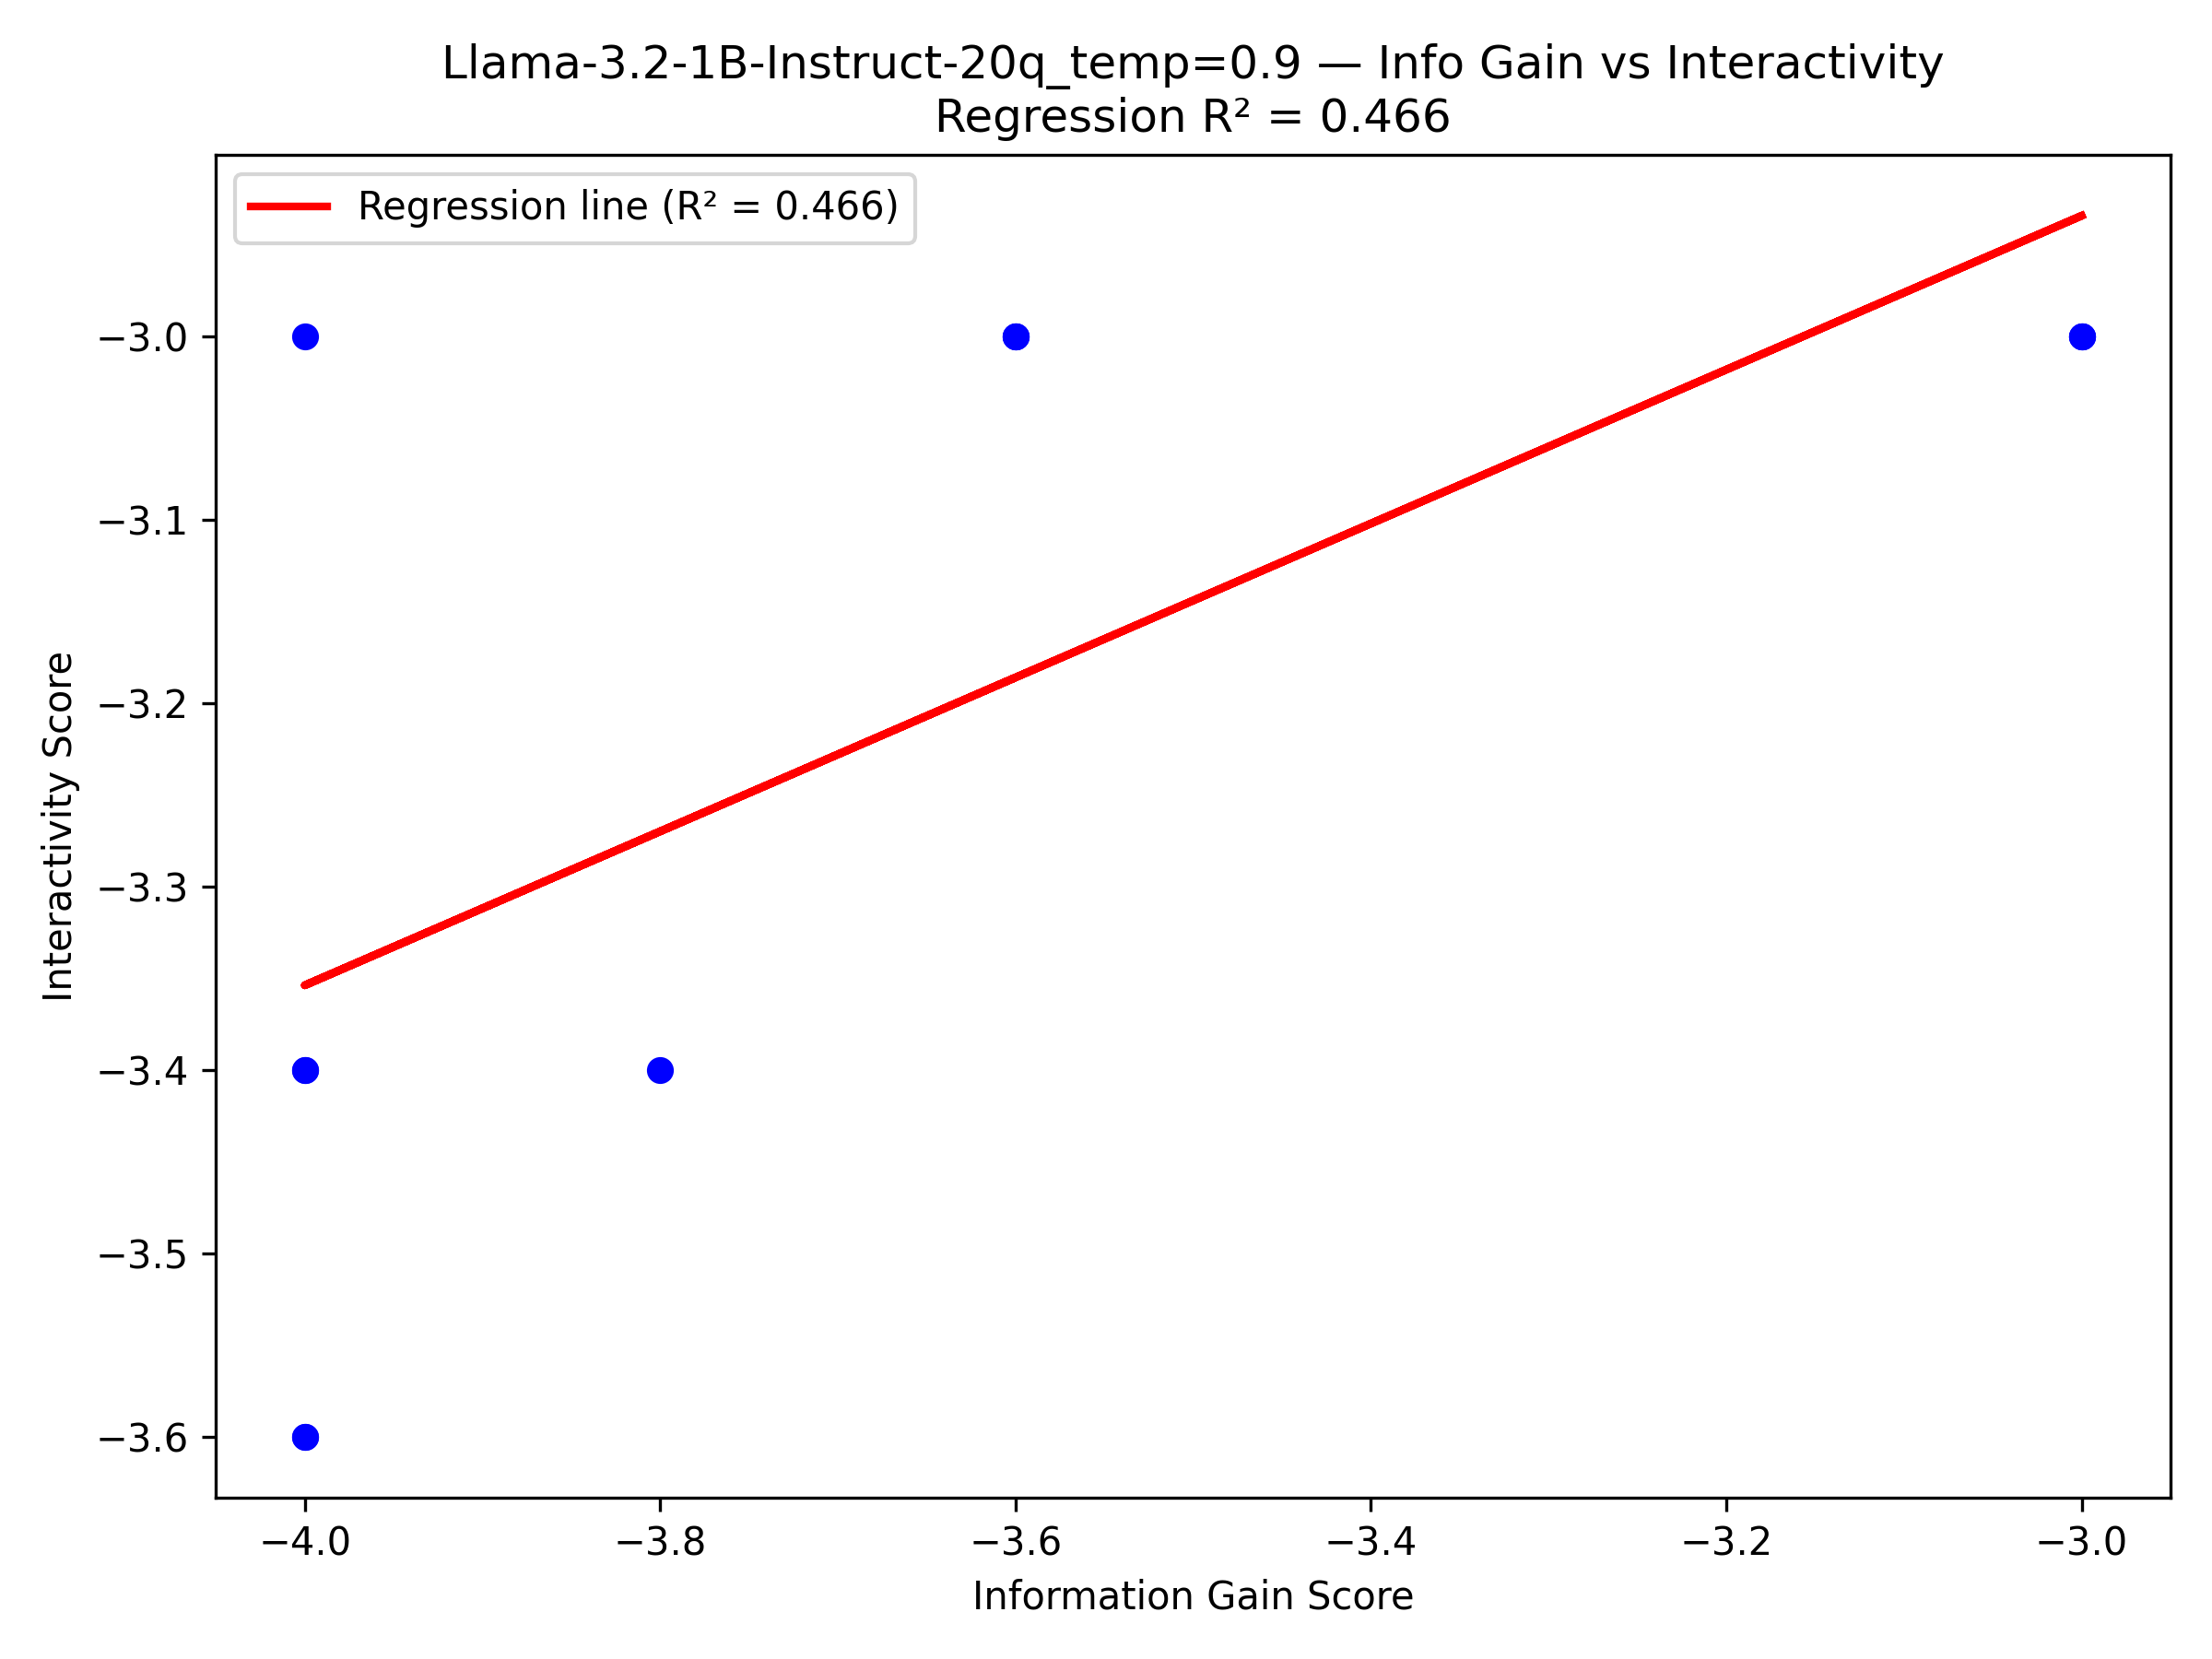 Llama-3.2-1B-Instruct-20q_temp=0.9 — Info Gain vs Interactivity
Regression R² = 0.466
Regression line (R² = 0.466)
Interactivity Score
−3.0
−3.1
−3.2
−3.3
−3.4
−3.5
−3.6
−4.0
−3.8
−3.6
−3.4
−3.2
−3.0
Information Gain Score